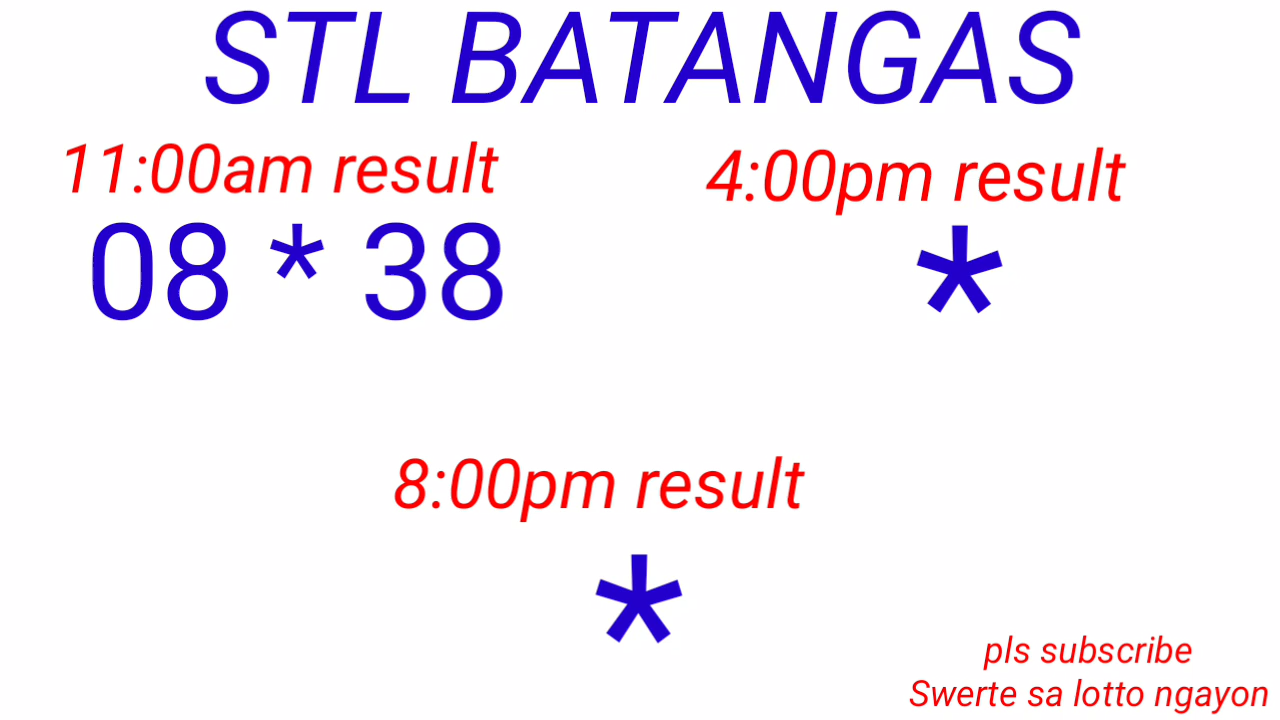 STL BATANGAS
11:00am result
08 * 38
4:00pm result
*
8:00pm result
*
pls subscribe
Swerte sa lotto ngayon